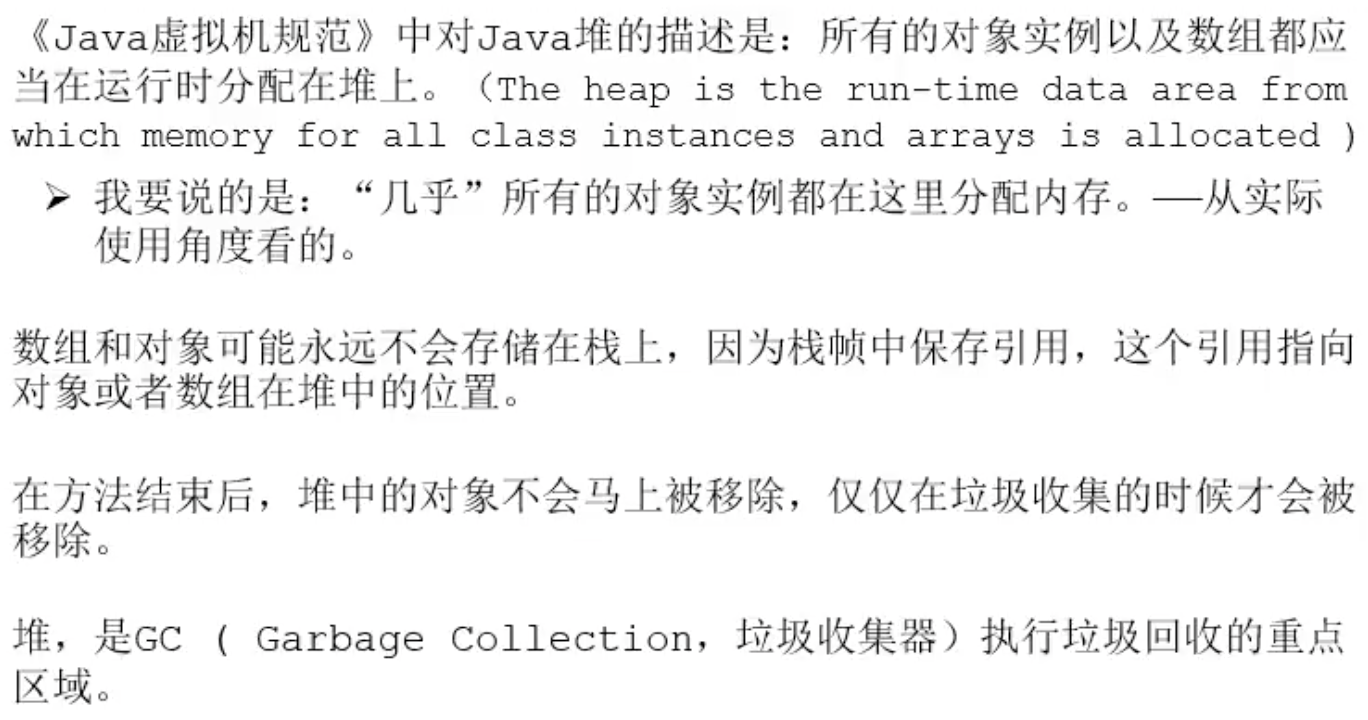 《Java虚拟机规范》中对Java堆的描述是：所有的对象实例以及数组都应
当在运行时分配在堆上。（The heap is the run-time data area from
which memory for all class instances and arrays is allocated ）
➢ 我要说的是：“几乎”所有的对象实例都在这里分配内存。——从实际
使用角度看的。
数组和对象可能永远不会存储在栈上，因为栈帧中保存引用，这个引用指向
对象或者数组在堆中的位置。
在方法结束后，堆中的对象不会马上被移除，仅仅在垃圾收集的时候才会被
移除。
堆，是GC ( Garbage Collection，垃圾收集器）执行垃圾回收的重点
区域。